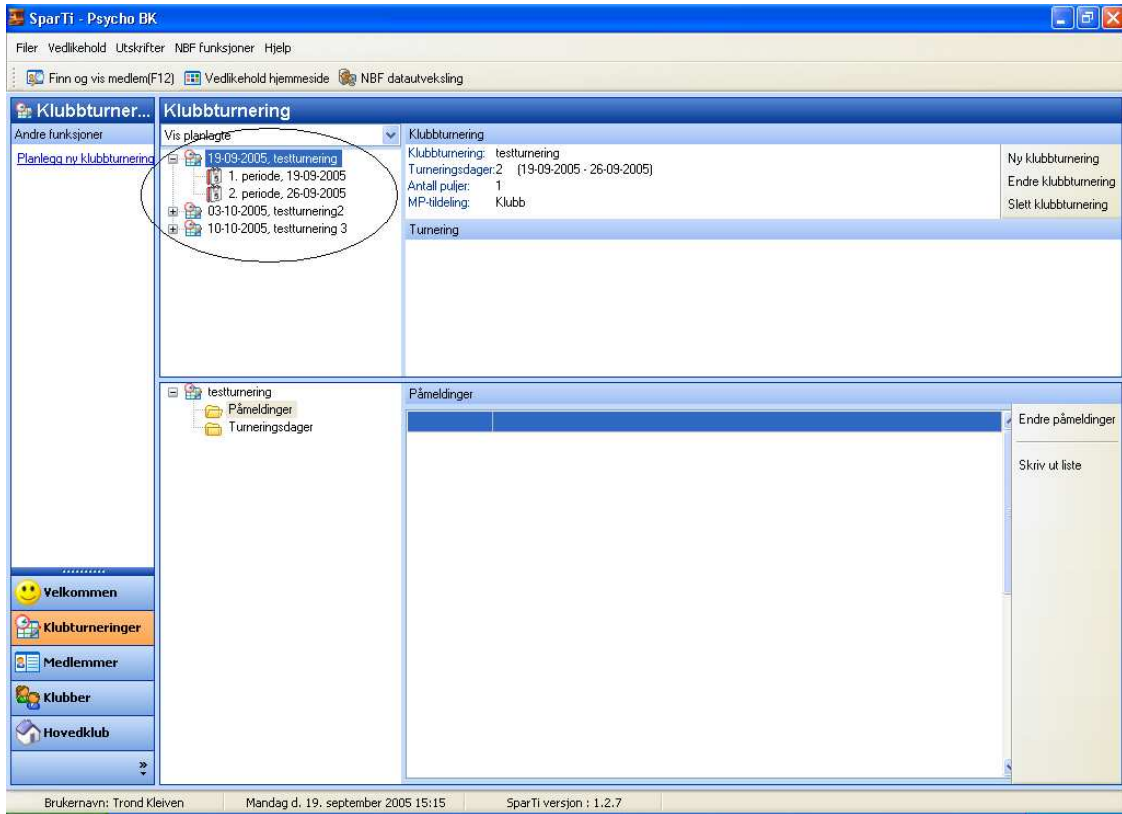 SparTi - Psycho BK
Filer Vedlikehold Utskrifter NBF funksjoner Hjelp
Finn og vis medlem(F12) Vedlikehold hjemmeside NBF datautveksling
Klubbturner...
Andre funksjoner
Planlegg ny klubbturnering
Klubbturnering
Vis planlagte
19-09-2005, testturnering
1. periode, 19-09-2005
2. periode, 26-09-2005
03-10-2005, testturnering2
10-10-2005, testturnering 3
Klubbturnering
Klubbturnering: testturnering
Turneringsdager:2 (19-09-2005 - 26-09-2005)
Antall puljer: 1
MP-tildeling: Klubb
Ny klubbturnering
Endre klubbturnering
Slett klubbturnering
Turnering
testturnering
Påmeldinger
Turneringsdager
Påmeldinger
Endre påmeldinger
Skriv ut liste
Velkommen
Klubturneringer
Medlemmer
Klubber
Hovedklub
»
Brukernavn: Trond Kleiven Mandag d. 19. september 2005 15:15 SparTi versjon : 1.2.7